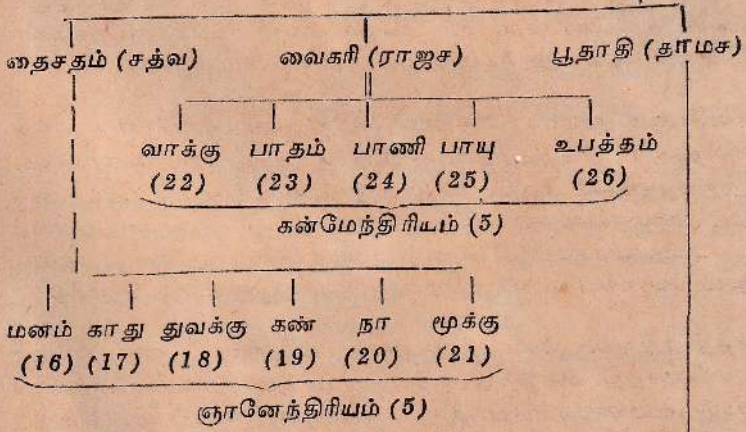 தைசதம் (சத்வ) வைகரி (ராஜச) பூதாதி (தாமச)
வாக்கு பாதம் பாணி பாயு உபத்தம்
(22) (23) (24) (25) (26)
கன்மேந்திரியம் (5)
மனம் காது துவக்கு கண் நா மூக்கு
(16) (17) (18) (19) (20) (21)
ஞானேந்திரியம் (5)